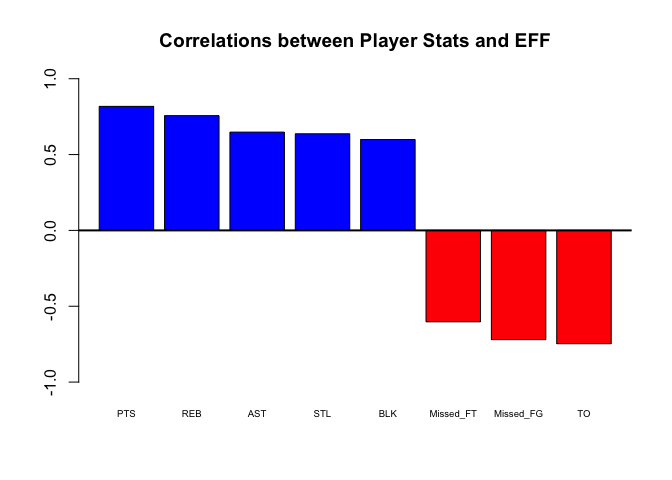 Correlations between Player Stats and EFF
1.0
0.5
0.0
-0.5
-1.0
PTS REB AST STL BLK Missed_FT Missed_FG TO